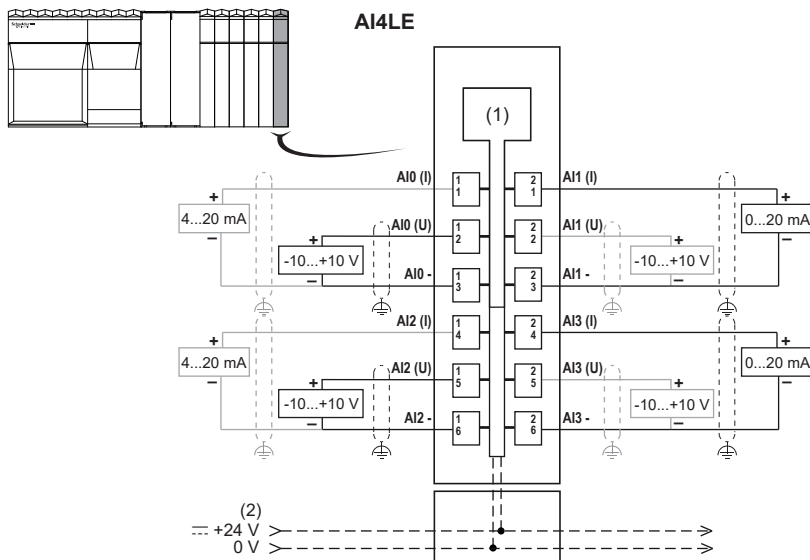 AI4LE
Schneider
(1)
AI0 (I) 1 1 2 1 AI1 (I)
+ 4...20 mA −
+ 0...20 mA −
AI0 (U) 1 2 2 2 AI1 (U)
+ -10...+10 V −
+ -10...+10 V −
AI0 - 1 3 2 3 AI1 -
AI2 (I) 1 4 2 4 AI3 (I)
+ 4...20 mA −
+ 0...20 mA −
AI2 (U) 1 5 2 5 AI3 (U)
+ -10...+10 V −
+ -10...+10 V −
AI2 - 1 6 2 6 AI3 -
(2)
+24 V
0 V